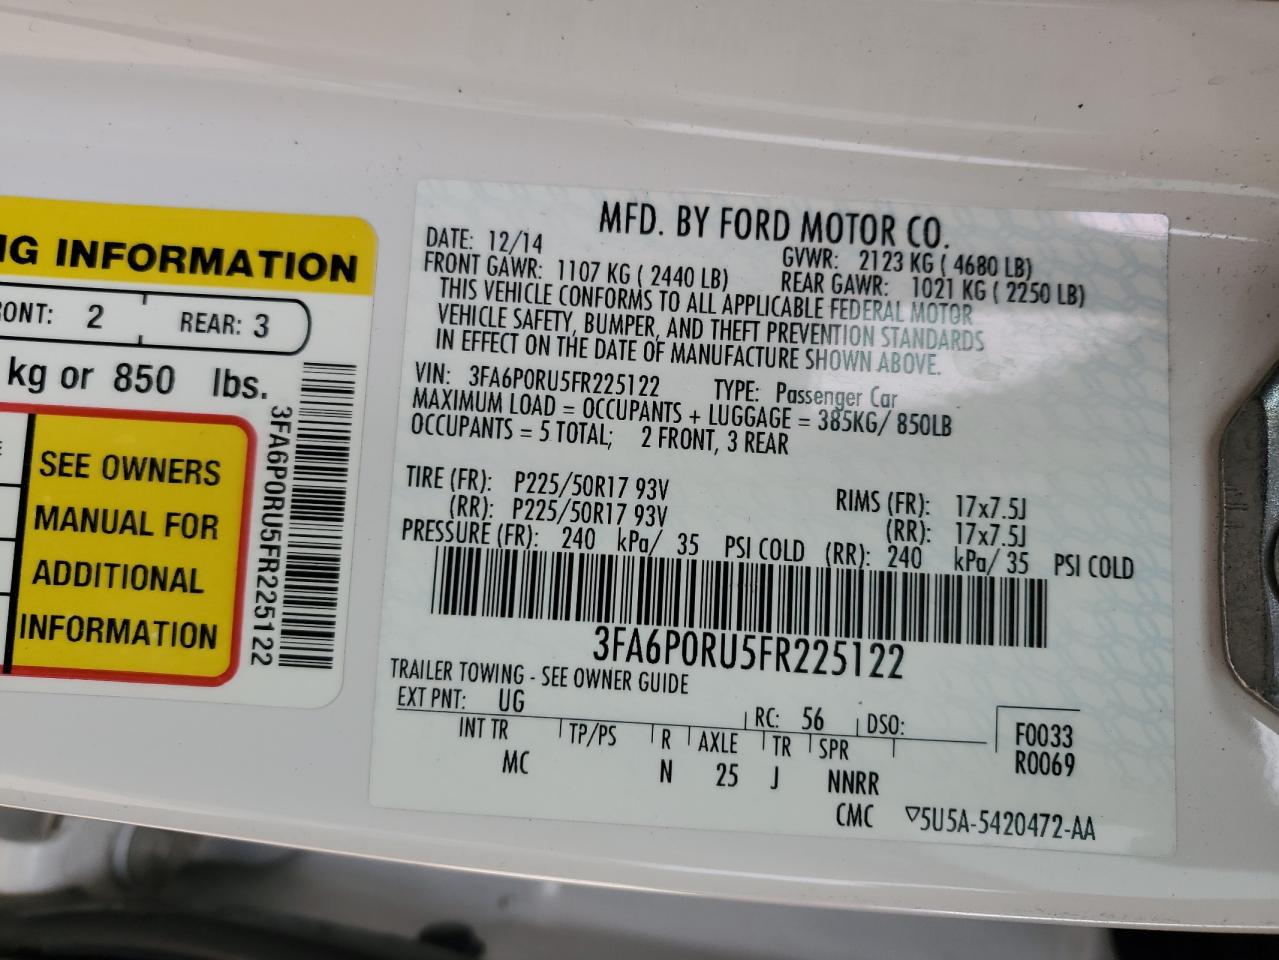 NG INFORMATION
ONT: 2 REAR: 3
kg or 850 lbs.
SEE OWNERS
MANUAL FOR
ADDITIONAL
INFORMATION
3FA6P0RU5FR225122
MFD. BY FORD MOTOR CO.
DATE: 12/14 GVWR: 2123 KG ( 4680 LB)
FRONT GAWR: 1107 KG ( 2440 LB) REAR GAWR: 1021 KG ( 2250 LB)
THIS VEHICLE CONFORMS TO ALL APPLICABLE FEDERAL MOTOR
VEHICLE SAFETY, BUMPER, AND THEFT PREVENTION STANDARDS
IN EFFECT ON THE DATE OF MANUFACTURE SHOWN ABOVE.
VIN: 3FA6P0RU5FR225122 TYPE: Passenger Car
MAXIMUM LOAD = OCCUPANTS + LUGGAGE = 385KG/ 850LB
OCCUPANTS = 5 TOTAL; 2 FRONT, 3 REAR
TIRE (FR): P225/50R17 93V RIMS (FR): 17x7.5J
(RR): P225/50R17 93V (RR): 17x7.5J
PRESSURE (FR): 240 kPa/ 35 PSI COLD (RR): 240 kPa/ 35 PSI COLD
3FA6P0RU5FR225122
TRAILER TOWING - SEE OWNER GUIDE
EXT PNT: UG RC: 56 DSO: F0033
INT TR TP/PS R AXLE TR SPR R0069
MC N 25 J NNRR
CMC ▽5U5A-5420472-AA